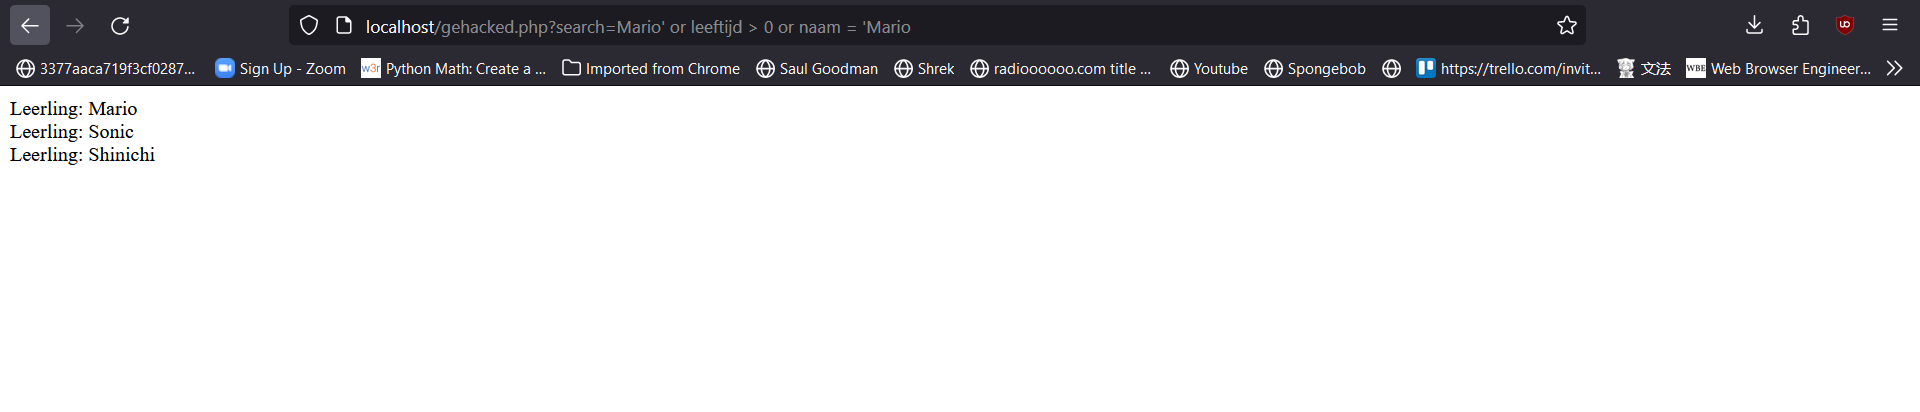 localhost/gehacked.php?search=Mario' or leeftijd > 0 or naam = 'Mario
3377aaca719f3cf0287... Sign Up - Zoom w3r Python Math: Create a ... Imported from Chrome Saul Goodman Shrek radioooooo.com title ... Youtube Spongebob https://trello.com/invit... 文法 WBE Web Browser Engineer...
Leerling: Mario
Leerling: Sonic
Leerling: Shinichi